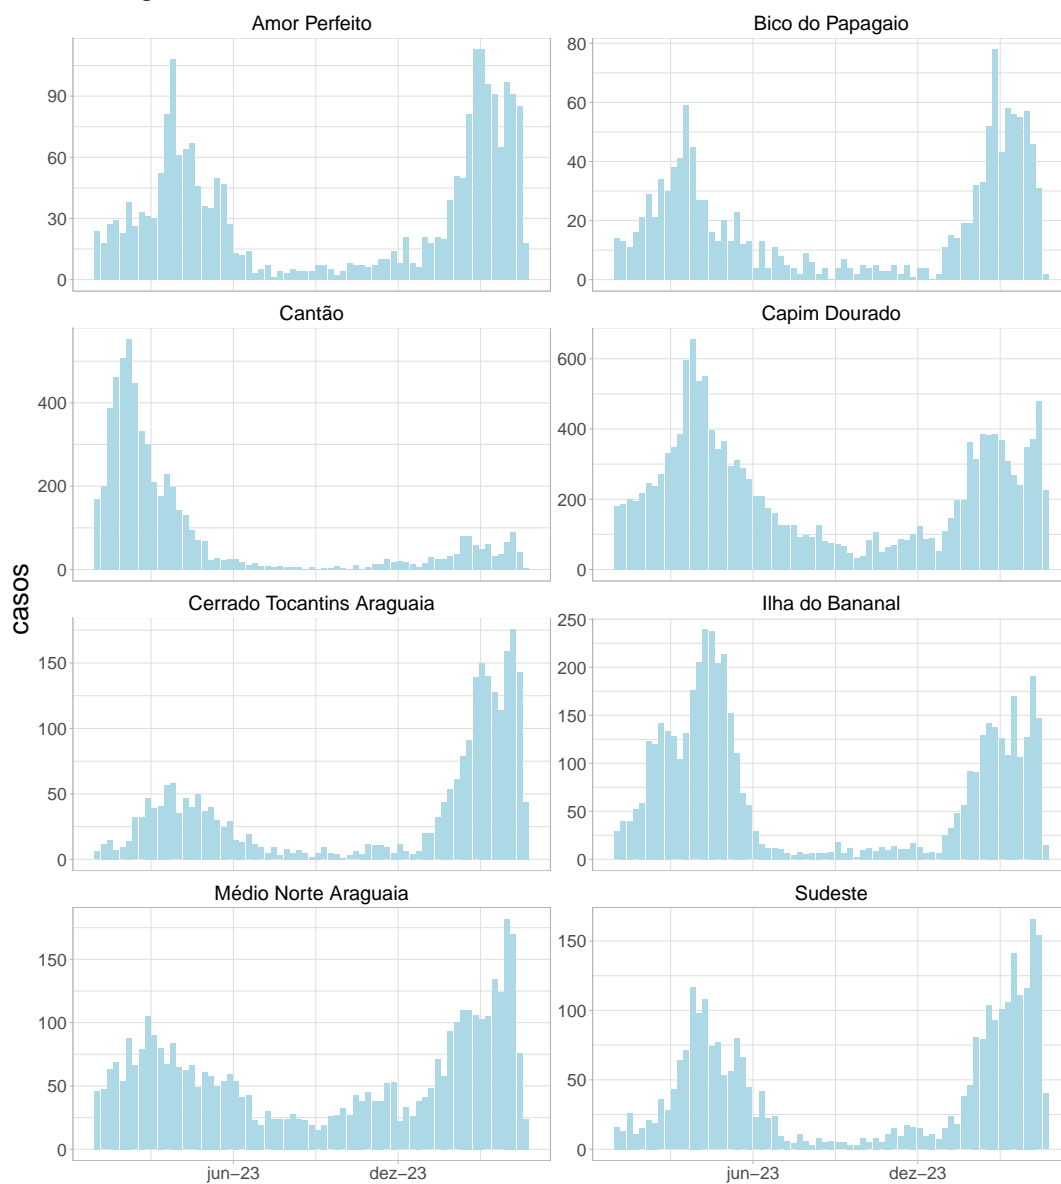 Amor Perfeito
Bico do Papagaio
90
60
30
0
80
60
40
20
0
Cantão
Capim Dourado
400
200
0
600
400
200
0
casos
Cerrado Tocantins Araguaia
Ilha do Bananal
150
100
50
0
250
200
150
100
50
0
Médio Norte Araguaia
Sudeste
150
100
50
0
150
100
50
0
jun−23
dez−23
jun−23
dez−23